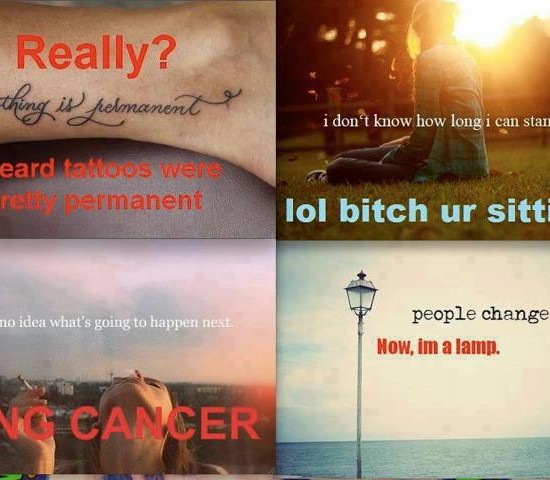 Really?
thing is permanent
eard tattoos were
retty permanent
i don't know how long i can stan
lol bitch ur sitti
no idea what's going to happen next.
NG CANCER
people change
Now, im a lamp.